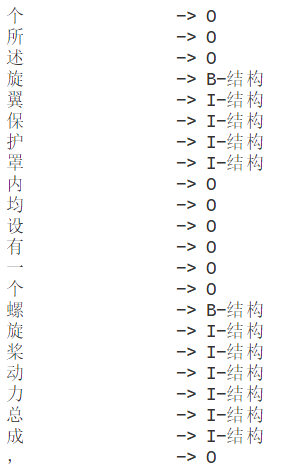 个 -> O
所 -> O
述 -> O
旋 -> B-结构
翼 -> I-结构
保 -> I-结构
护 -> I-结构
罩 -> I-结构
内 -> O
均 -> O
设 -> O
有 -> O
一 -> O
个 -> O
螺 -> B-结构
旋 -> I-结构
桨 -> I-结构
动 -> I-结构
力 -> I-结构
总 -> I-结构
成 -> I-结构
， -> O